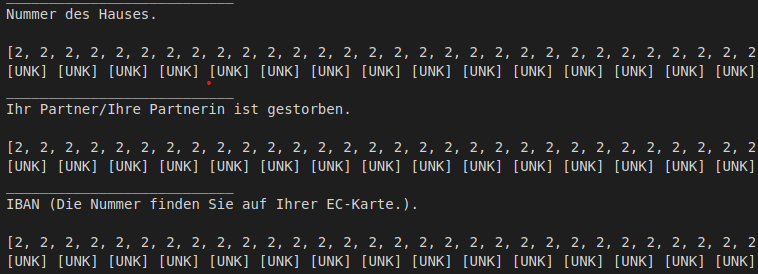 ___________________________
Nummer des Hauses.
[2, 2, 2, 2, 2, 2, 2, 2, 2, 2, 2, 2, 2, 2, 2, 2, 2, 2, 2, 2, 2, 2, 2, 2, 2, 2, 2, 2, 2, 2
[UNK] [UNK] [UNK] [UNK] [UNK] [UNK] [UNK] [UNK] [UNK] [UNK] [UNK] [UNK] [UNK] [UNK] [UNK]
___________________________
Ihr Partner/Ihre Partnerin ist gestorben.
[2, 2, 2, 2, 2, 2, 2, 2, 2, 2, 2, 2, 2, 2, 2, 2, 2, 2, 2, 2, 2, 2, 2, 2, 2, 2, 2, 2, 2, 2
[UNK] [UNK] [UNK] [UNK] [UNK] [UNK] [UNK] [UNK] [UNK] [UNK] [UNK] [UNK] [UNK] [UNK] [UNK]
___________________________
IBAN (Die Nummer finden Sie auf Ihrer EC-Karte.).
[2, 2, 2, 2, 2, 2, 2, 2, 2, 2, 2, 2, 2, 2, 2, 2, 2, 2, 2, 2, 2, 2, 2, 2, 2, 2, 2, 2, 2, 2
[UNK] [UNK] [UNK] [UNK] [UNK] [UNK] [UNK] [UNK] [UNK] [UNK] [UNK] [UNK] [UNK] [UNK] [UNK]